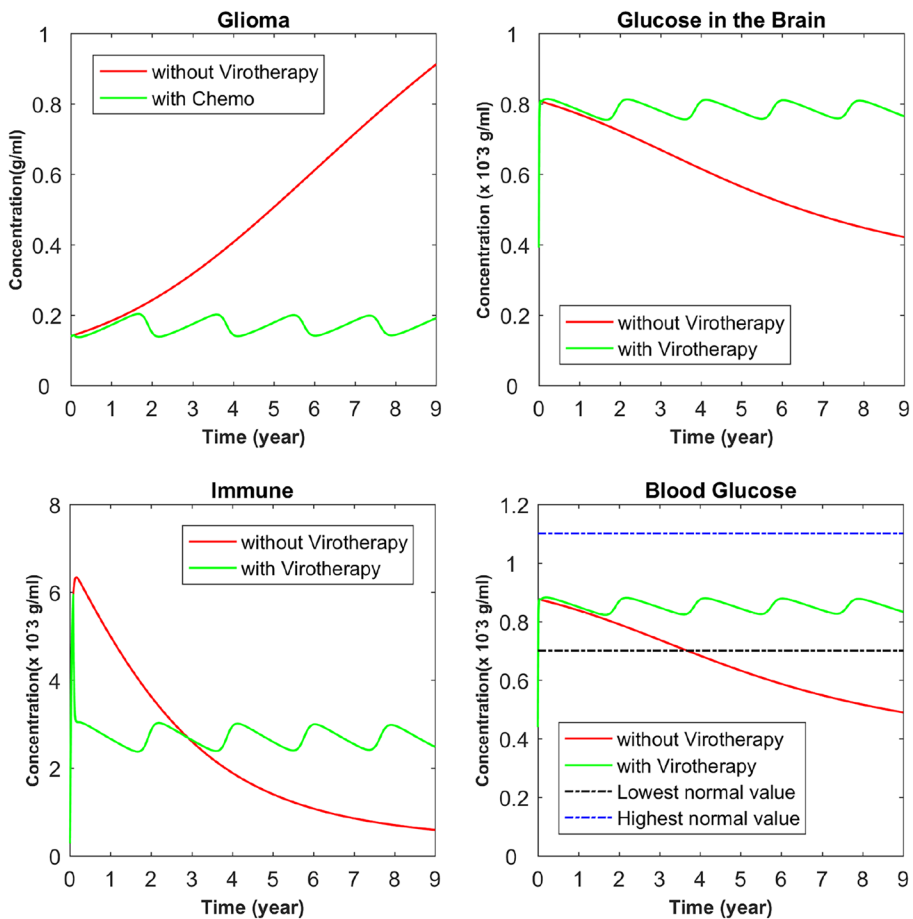 Glioma
Concentration(g/ml)
1
0.8
0.6
0.4
0.2
0
without Virotherapy
with Chemo
0 1 2 3 4 5 6 7 8 9
Time (year)
Glucose in the Brain
Concentration (x 10⁻3 g/ml)
1
0.8
0.6
0.4
0.2
0
without Virotherapy
with Virotherapy
0 1 2 3 4 5 6 7 8 9
Time (year)
Immune
Concentration(x 10⁻3 g/ml)
8
6
4
2
0
without Virotherapy
with Virotherapy
0 1 2 3 4 5 6 7 8 9
Time (year)
Blood Glucose
Concentration(x 10⁻3 g/ml)
1.2
1
0.8
0.6
0.4
0.2
0
without Virotherapy
with Virotherapy
Lowest normal value
Highest normal value
0 1 2 3 4 5 6 7 8 9
Time (year)